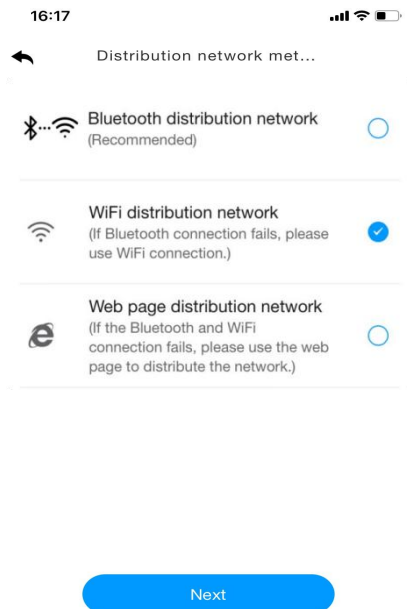 16:17
Distribution network met...
Bluetooth distribution network
(Recommended)
WiFi distribution network
(If Bluetooth connection fails, please
use WiFi connection.)
Web page distribution network
(If the Bluetooth and WiFi
connection fails, please use the web
page to distribute the network.)
Next